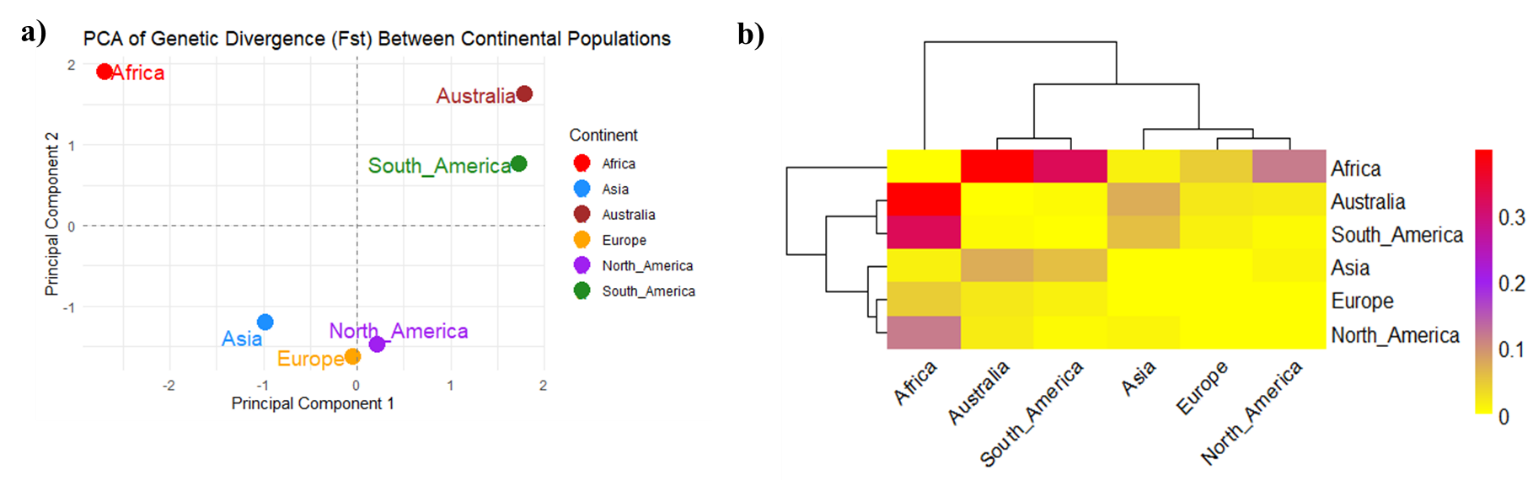 a)
PCA of Genetic Divergence (Fst) Between Continental Populations
2
1
0
-1
Principal Component 2
Africa
Australia
South_America
Asia
North_America
Europe
-2
-1
0
1
2
Principal Component 1
Continent
Africa
Asia
Australia
Europe
North_America
South_America
b)
Africa
Australia
South_America
Asia
Europe
North_America
Africa
Australia
South_America
Asia
Europe
North_America
0.3
0.2
0.1
0